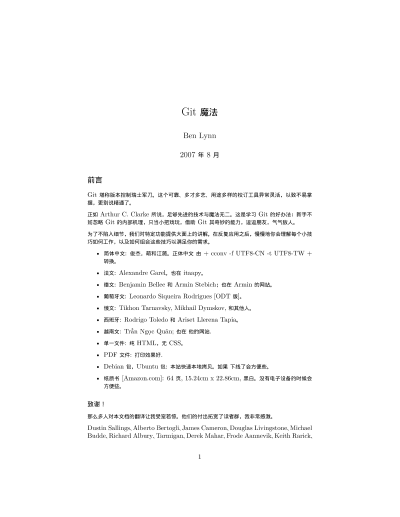 Git 魔法
Ben Lynn
2007 年 8 月
前言
Git 堪称版本控制瑞士军刀。这个可靠、多才多艺、用途多样的校订工具异常灵活，以致不易掌
握，更别说精通了。
正如 Arthur C. Clarke 所说，足够先进的技术与魔法无二。这是学习 Git 的好办法：新手不
妨忽略 Git 的内部机理，只当小把戏玩，借助 Git 其奇妙的能力，逗逗朋友，气气敌人。
为了不陷入细节，我们对特定功能提供大面上的讲解。在反复应用之后，慢慢地你会理解每个小技
巧如何工作，以及如何组合这些技巧以满足你的需求。
• 简体中文: 俊杰，萌和江薇。正体中文 由 + cconv -f UTF8-CN -t UTF8-TW +
转换。
• 法文: Alexandre Garel。也在 itaapy。
• 德文: Benjamin Bellee 和 Armin Stebich；也在 Armin 的网站。
• 葡萄牙文: Leonardo Siqueira Rodrigues [ODT 版]。
• 俄文: Tikhon Tarnavsky, Mikhail Dymskov, 和其他人。
• 西班牙: Rodrigo Toledo 和 Ariset Llerena Tapia。
• 越南文: Trần Ngọc Quân; 也在 他的网站.
• 单一文件: 纯 HTML，无 CSS。
• PDF 文件: 打印效果好.
• Debian 包，Ubuntu 包: 本站快速本地拷贝。如果 下线了会方便些。
• 纸质书 [Amazon.com]: 64 页, 15.24cm x 22.86cm, 黑白。没有电子设备的时候会
方便些。
致谢！
那么多人对本文档的翻译让我受宠若惊。他们的付出拓宽了读者群，我非常感激。
Dustin Sallings, Alberto Bertogli, James Cameron, Douglas Livingstone, Michael
Budde, Richard Albury, Tarmigan, Derek Mahar, Frode Aannevik, Keith Rarick,
1